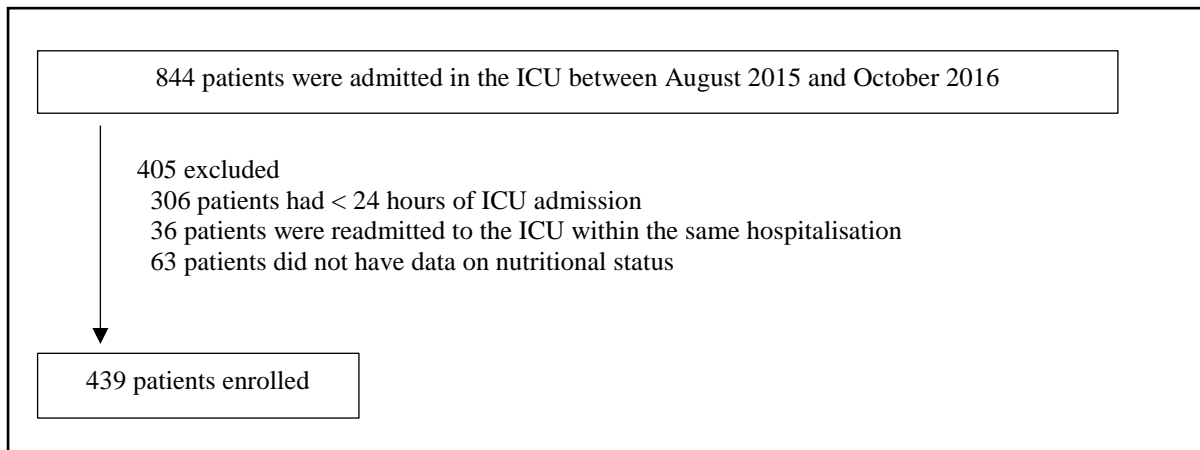 844 patients were admitted in the ICU between August 2015 and October 2016
405 excluded
306 patients had < 24 hours of ICU admission
36 patients were readmitted to the ICU within the same hospitalisation
63 patients did not have data on nutritional status
439 patients enrolled